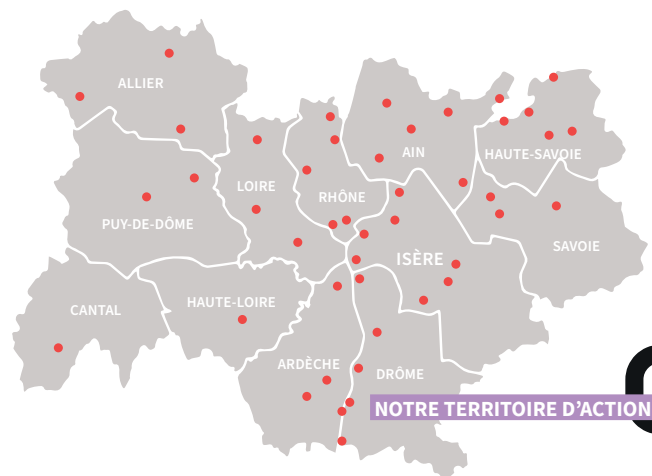 ALLIER
AIN
HAUTE-SAVOIE
LOIRE
RHÔNE
PUY-DE-DÔME
SAVOIE
ISÈRE
CANTAL
HAUTE-LOIRE
ARDÈCHE
DRÔME
NOTRE TERRITOIRE D’ACTION